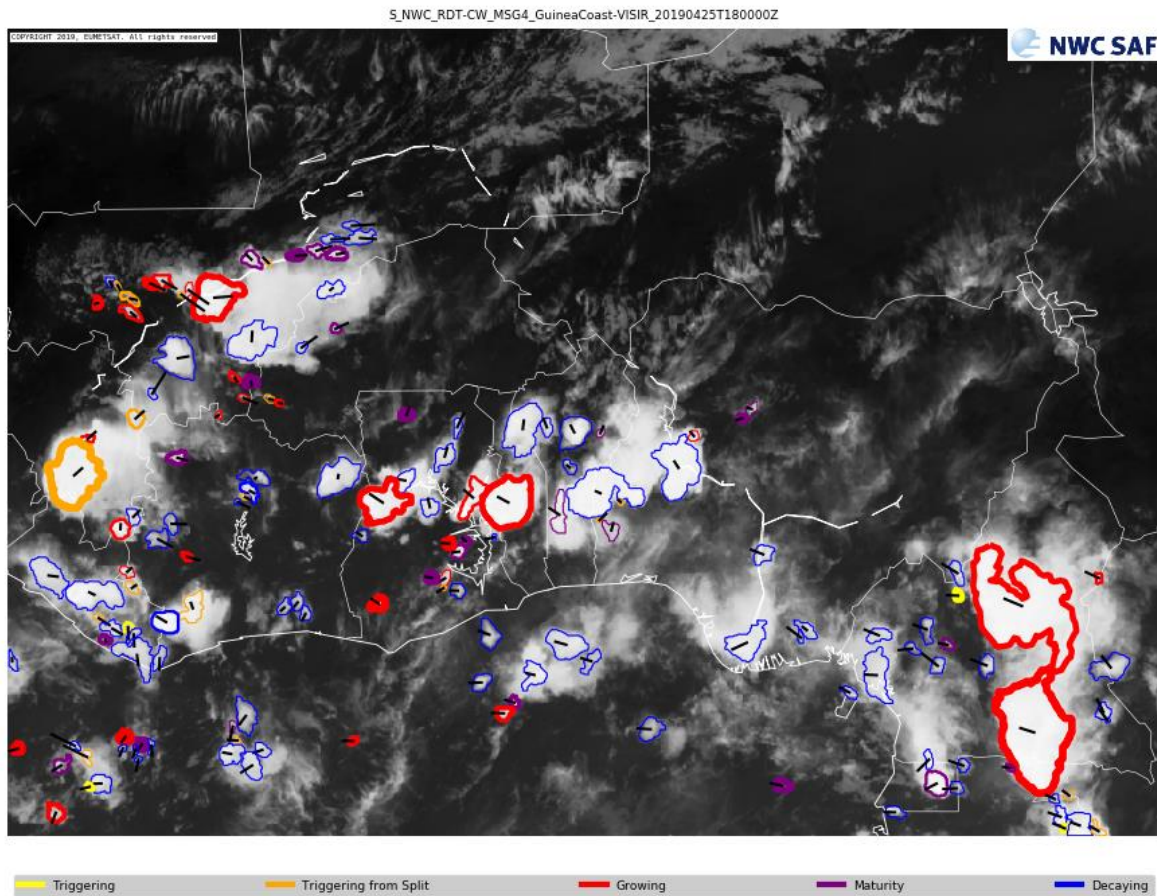 S_NWC_RDT-CW_MSG4_GuineaCoast-VISIR_20190425T180000Z
COPYRIGHT 2019, EUMETSAT. All rights reserved
NWC SAF
Triggering
Triggering from Split
Growing
Maturity
Decaying